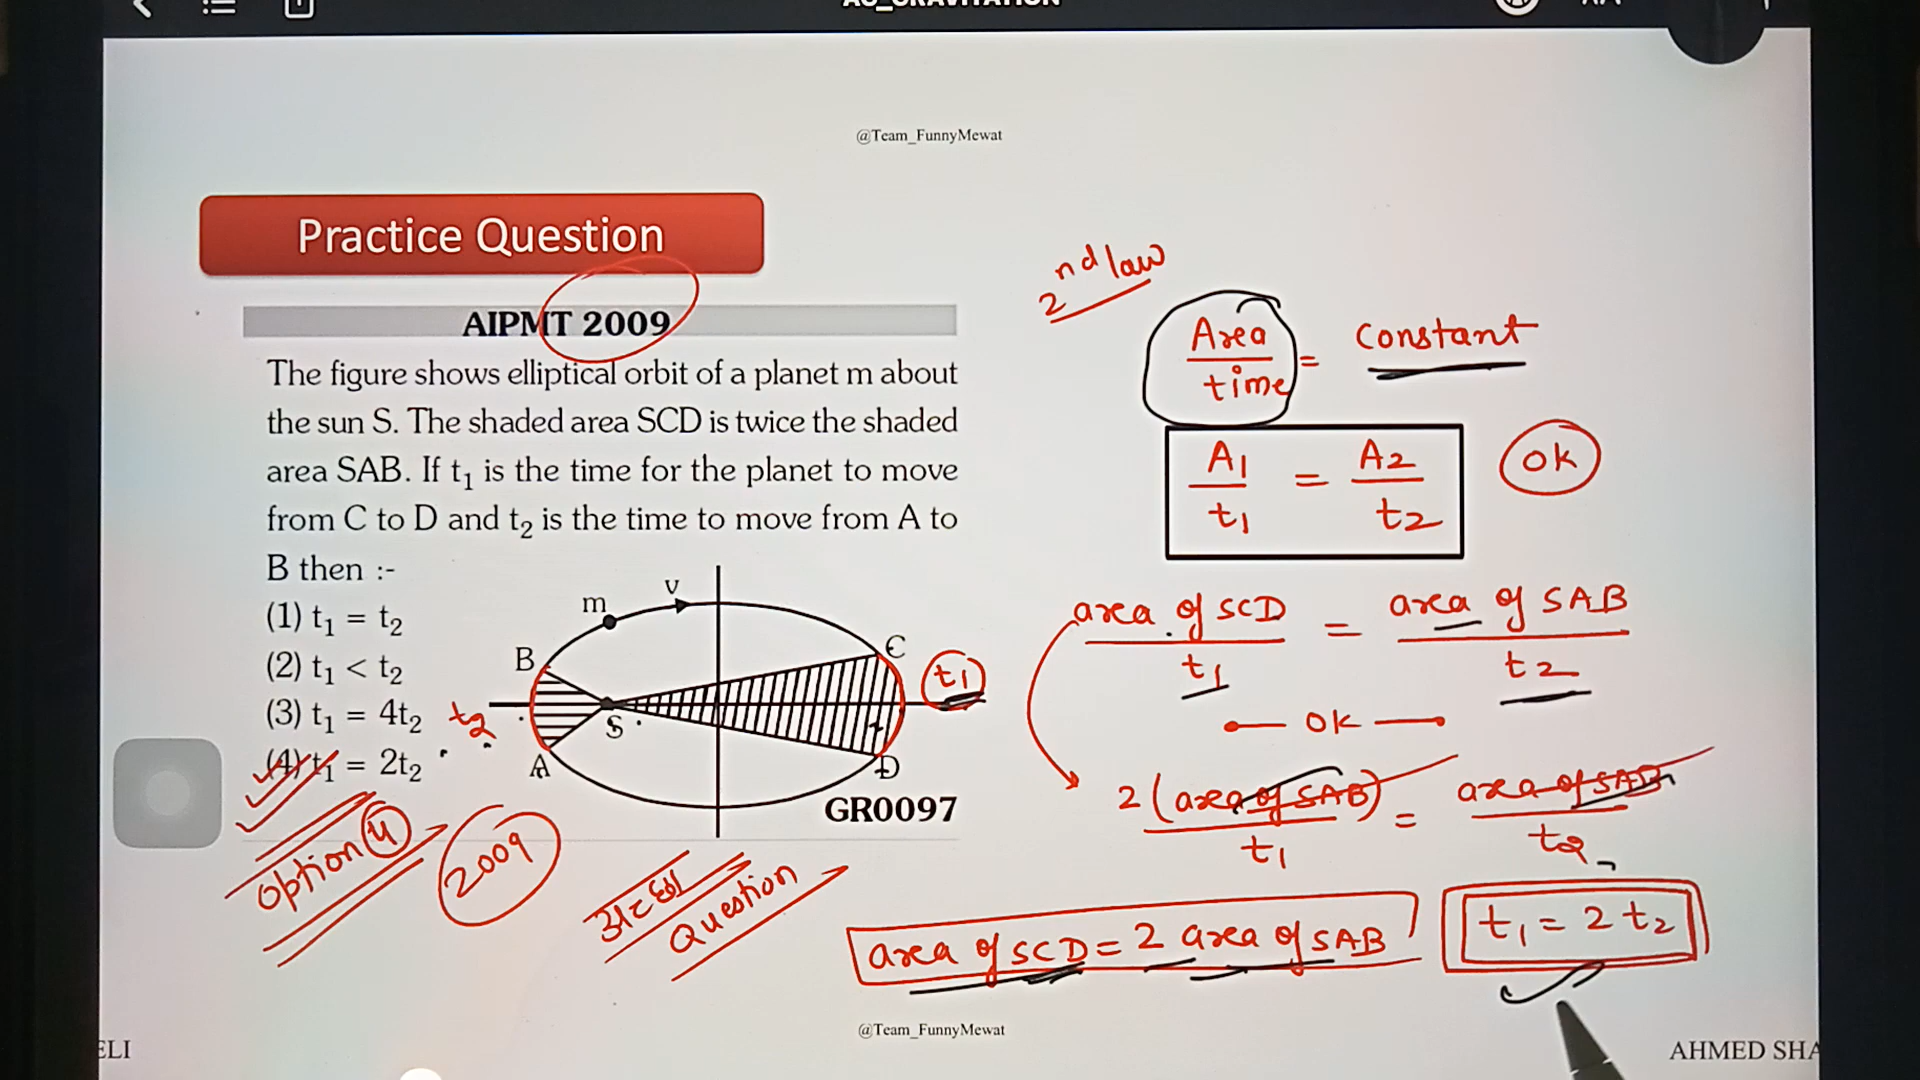 @Team_FunnyMewat
Practice Question
AIPMT 2009
The figure shows elliptical orbit of a planet m about
the sun S. The shaded area SCD is twice the shaded
area SAB. If t₁ is the time for the planet to move
from C to D and t₂ is the time to move from A to
B then :-
(1) t₁ = t₂
(2) t₁ < t₂
(3) t₁ = 4t₂
(4) t₁ = 2t₂
m
v
B
C
S
A
D
t₂
t₁
GR0097
option 4
2009
अच्छा
Question
2nd law
Area/time = constant
A₁/t₁ = A₂/t₂
ok
area of SCD/t₁ = area of SAB/t₂
OK
2(area of SAB)/t₁ = area of SAB/t₂
area of SCD = 2 area of SAB
t₁ = 2 t₂
@Team_FunnyMewat
ELI
AHMED SHA